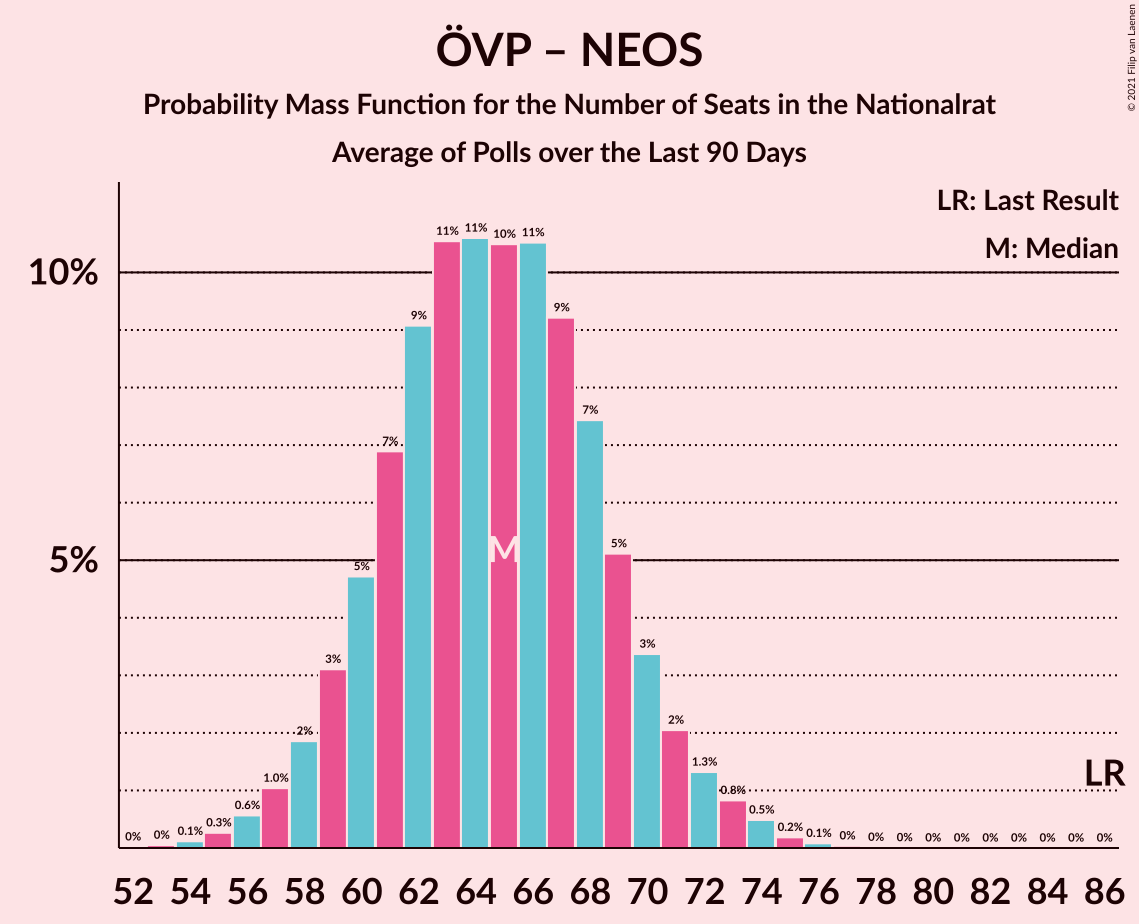 ÖVP – NEOS
Probability Mass Function for the Number of Seats in the Nationalrat
Average of Polls over the Last 90 Days
© 2021 Filip van Laenen
LR: Last Result
M: Median
10%
5%
0% 0% 0.1% 0.3% 0.6% 1.0% 2% 3% 5% 7% 9% 11% 11% 10% 11% 9% 7% 5% 3% 2% 1.3% 0.8% 0.5% 0.2% 0.1% 0% 0% 0% 0% 0% 0% 0% 0% 0% 0%
M
LR
52 54 56 58 60 62 64 66 68 70 72 74 76 78 80 82 84 86